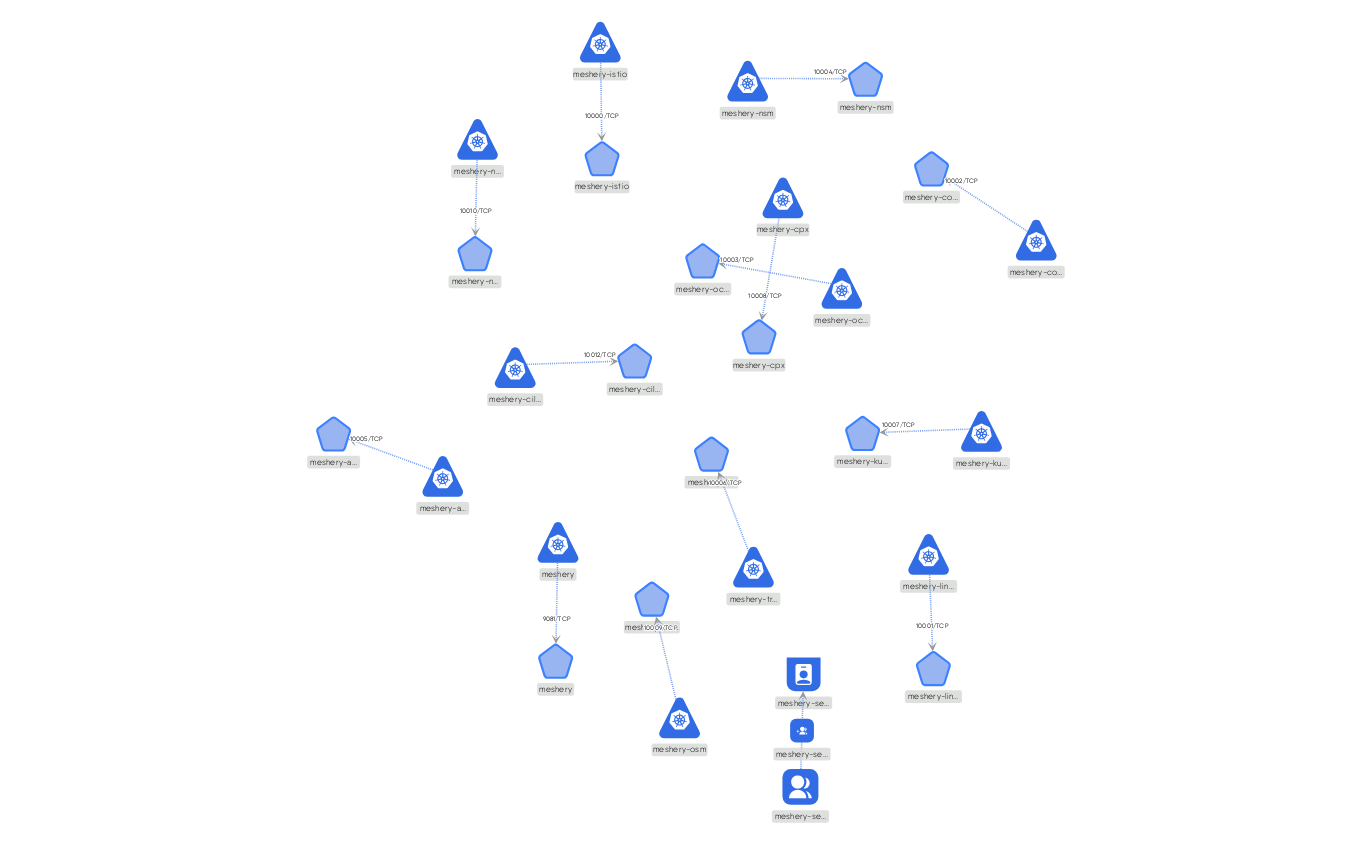 meshery-istio
10004/TCP
meshery-nsm
meshery-nsm
10000/TCP
meshery-istio
meshery-n...
10010/TCP
meshery-n...
10002/TCP
meshery-co...
meshery-co...
meshery-cpx
10003/TCP
meshery-oc...
10008/TCP
meshery-oc...
meshery-cpx
10012/TCP
meshery-cil...
meshery-cil...
10005/TCP
meshery-a...
meshery-a...
10007/TCP
meshery-ku...
meshery-ku...
10006/TCP
meshery-tr...
meshery
9081/TCP
meshery
10009/TCP
meshery-osm
meshery-lin...
10001/TCP
meshery-lin...
meshery-se...
meshery-se...
meshery-se...